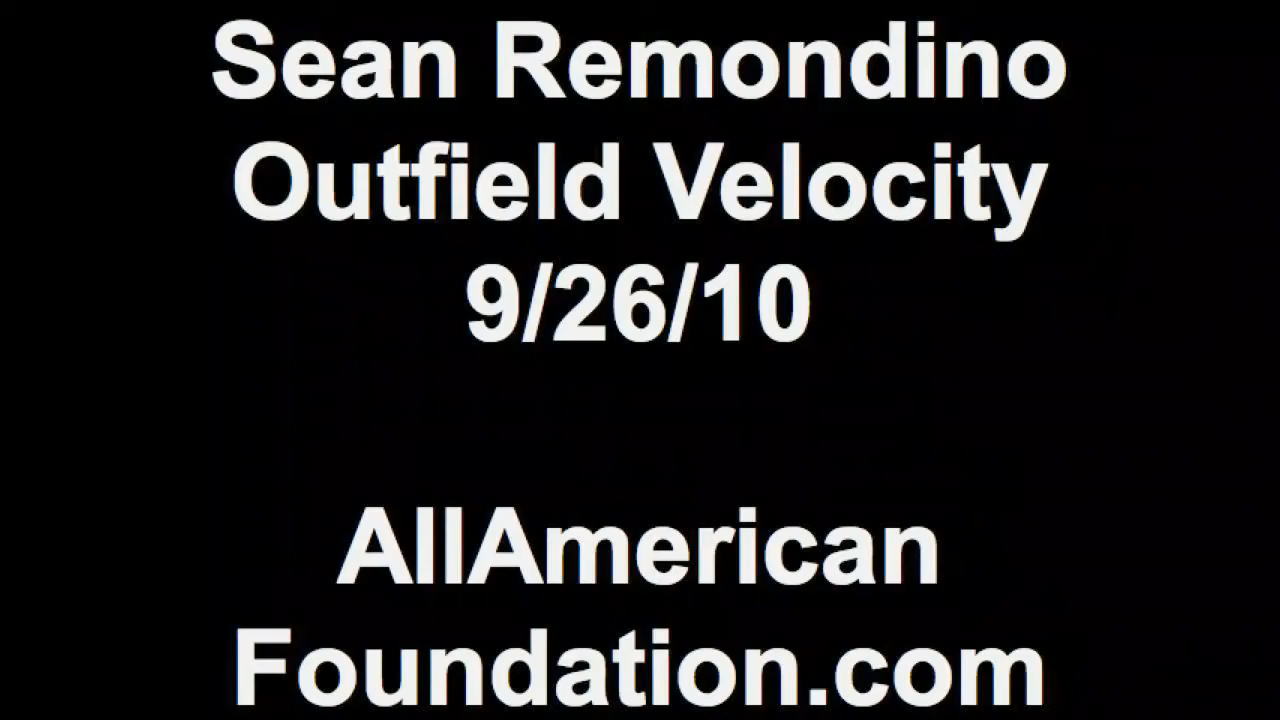 Sean Remondino
Outfield Velocity
9/26/10
AllAmerican
Foundation.com